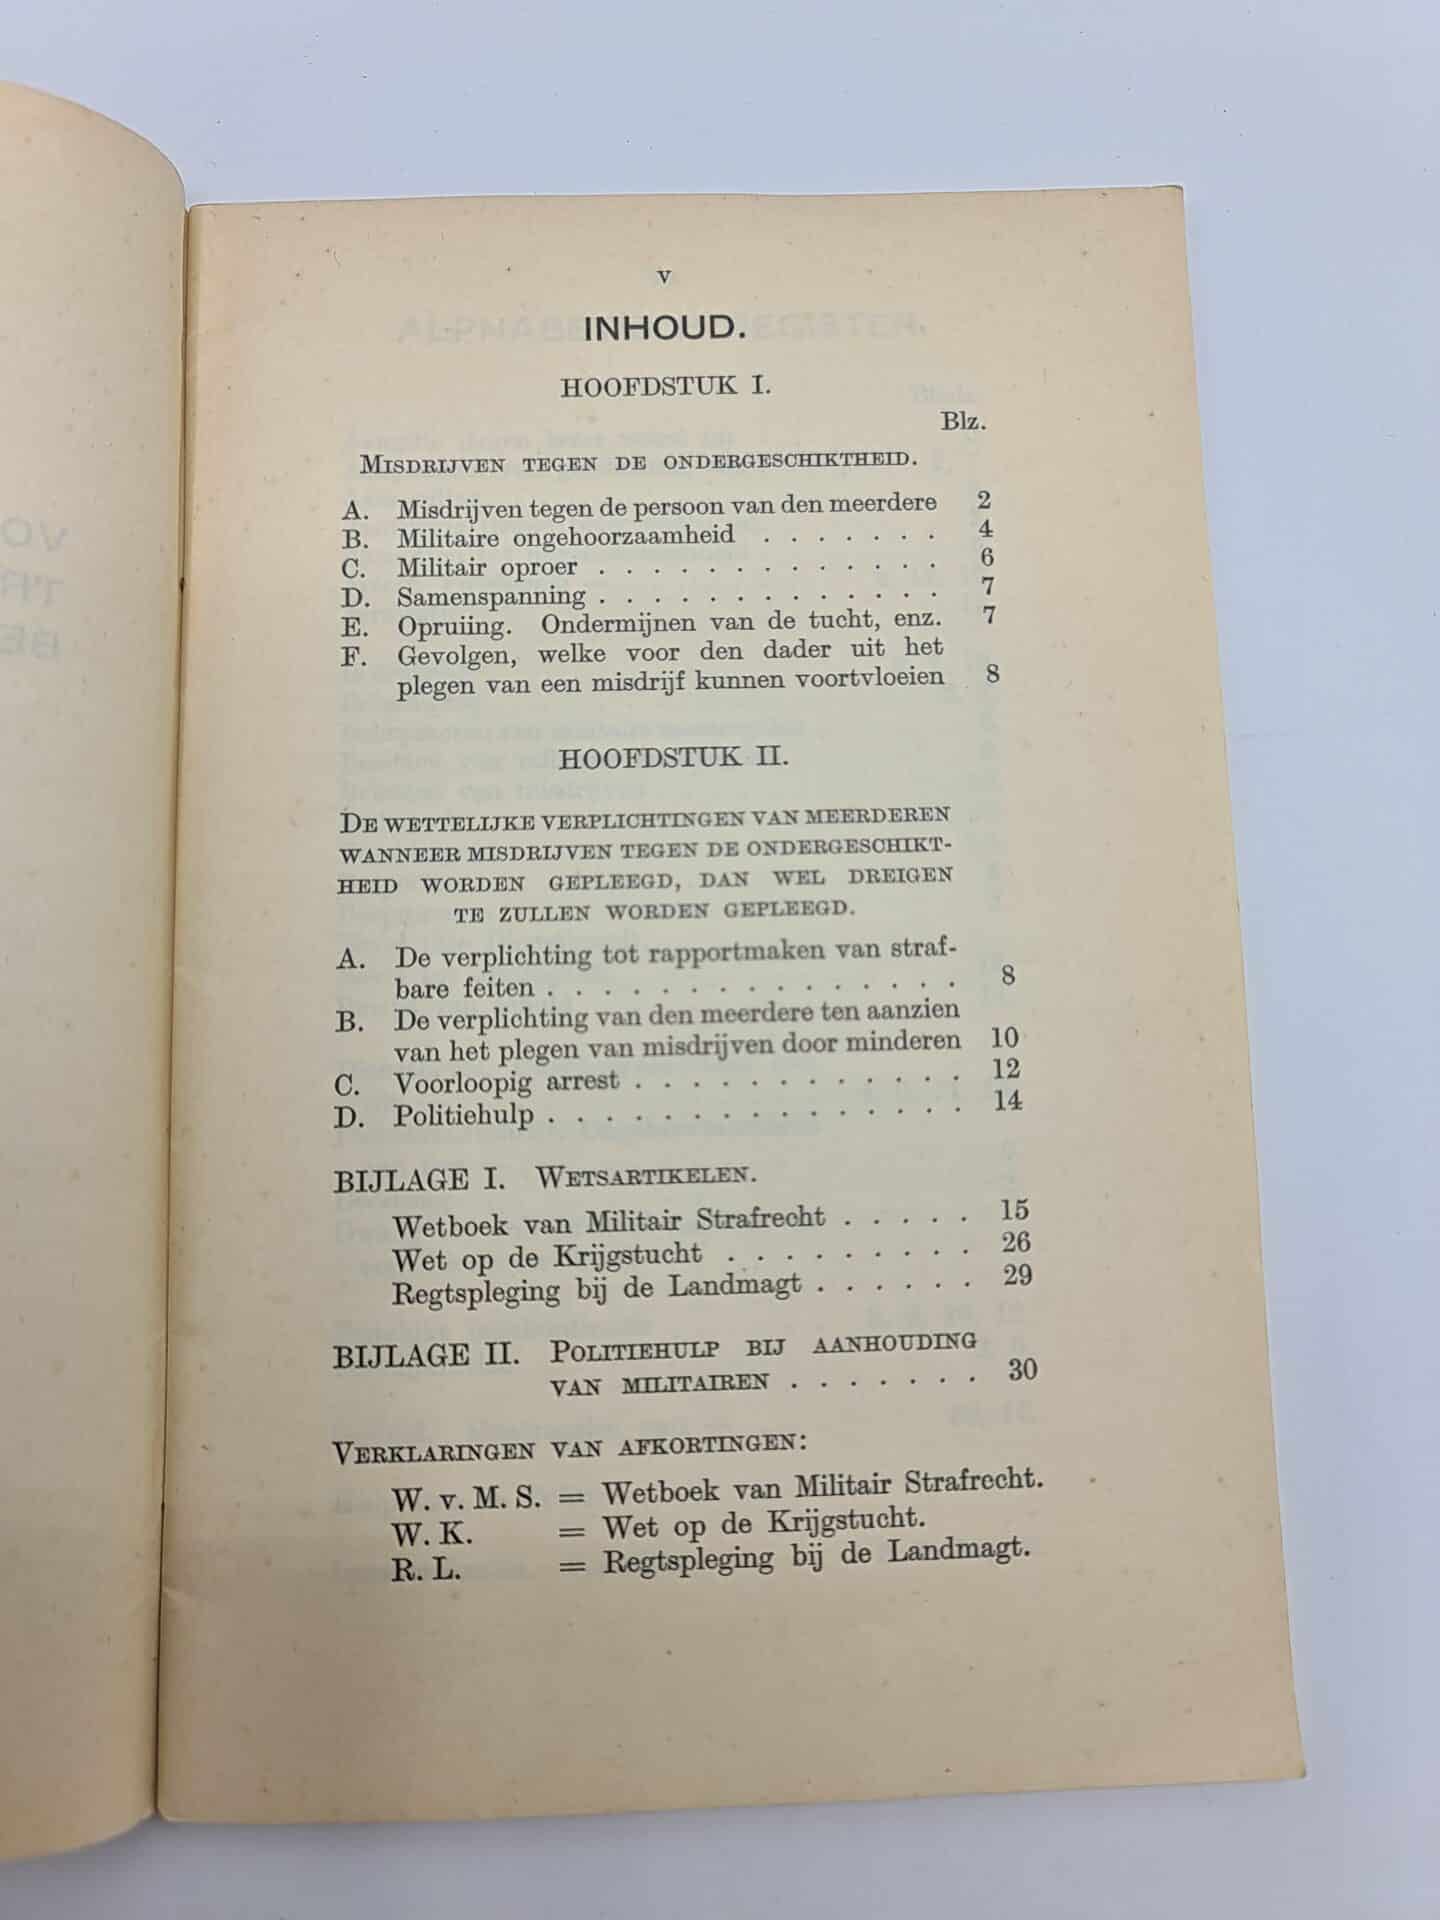 v
INHOUD.
HOOFDSTUK I.
Blz.
MISDRIJVEN TEGEN DE ONDERGESCHIKTHEID.
A. Misdrijven tegen de persoon van den meerdere 2
B. Militaire ongehoorzaamheid . . . . . . . 4
C. Militair oproer . . . . . . . . . . . . . 6
D. Samenspanning . . . . . . . . . . . . . 7
E. Opruiing. Ondermijnen van de tucht, enz. 7
F. Gevolgen, welke voor den dader uit het
plegen van een misdrijf kunnen voortvloeien 8
HOOFDSTUK II.
DE WETTELIJKE VERPLICHTINGEN VAN MEERDEREN
WANNEER MISDRIJVEN TEGEN DE ONDERGESCHIKT-
HEID WORDEN GEPLEEGD, DAN WEL DREIGEN
TE ZULLEN WORDEN GEPLEEGD.
A. De verplichting tot rapportmaken van straf-
bare feiten . . . . . . . . . . . . . . . 8
B. De verplichting van den meerdere ten aanzien
van het plegen van misdrijven door minderen 10
C. Voorloopig arrest . . . . . . . . . . . . 12
D. Politiehulp . . . . . . . . . . . . . . . 14
BIJLAGE I. WETSARTIKELEN.
Wetboek van Militair Strafrecht . . . . . 15
Wet op de Krijgstucht . . . . . . . . . 26
Regtspleging bij de Landmagt . . . . . . 29
BIJLAGE II. POLITIEHULP BIJ AANHOUDING
VAN MILITAIREN . . . . . . . 30
VERKLARINGEN VAN AFKORTINGEN:
W. v. M. S. = Wetboek van Militair Strafrecht.
W. K. = Wet op de Krijgstucht.
R. L. = Regtspleging bij de Landmagt.